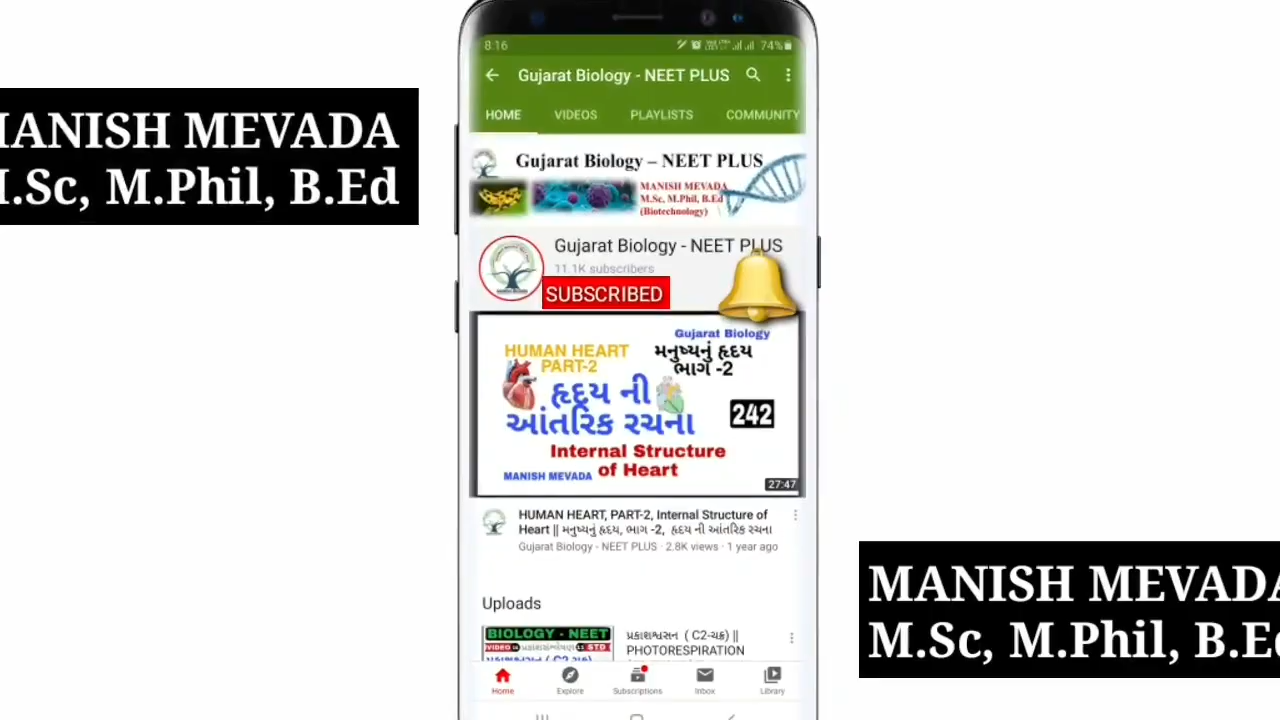 MANISH MEVADA
M.Sc, M.Phil, B.Ed
8:16
74%
Gujarat Biology - NEET PLUS
HOME VIDEOS PLAYLISTS COMMUNITY
Gujarat Biology – NEET PLUS
MANISH MEVADA
M.Sc, M.Phil, B.Ed
(Biotechnology)
Gujarat Biology - NEET PLUS
11.1K subscribers
SUBSCRIBED
Gujarat Biology
HUMAN HEART
PART-2
મનુષ્યનું હૃદય
ભાગ -2
હૃદય ની
આંતરિક રચના
242
Internal Structure
of Heart
MANISH MEVADA
27:47
HUMAN HEART, PART-2, Internal Structure of
Heart || મનુષ્યનું હૃદય, ભાગ -2, હૃદય ની આંતરિક રચના
Gujarat Biology - NEET PLUS · 2.8K views · 1 year ago
Uploads
BIOLOGY - NEET
VIDEO
STD
પ્રકાશશ્વસન ( C2-ચક્ર) ||
PHOTORESPIRATION
Home Explore Subscriptions Inbox Library
MANISH MEVADA
M.Sc, M.Phil, B.Ed